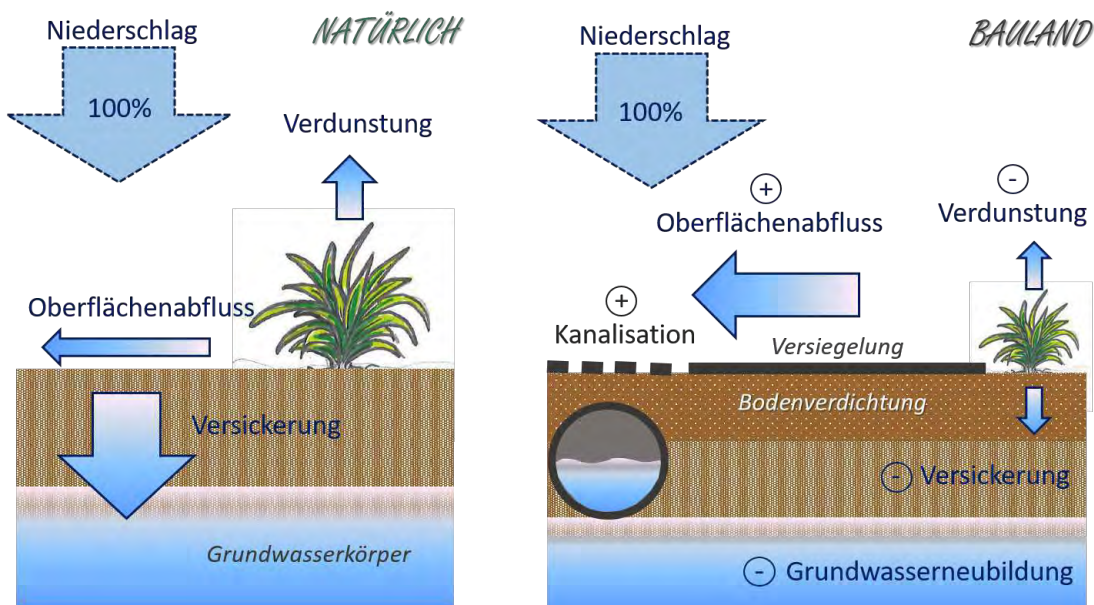 NATÜRLICH
Niederschlag
100%
Verdunstung
Oberflächenabfluss
Versickerung
Grundwasserkörper
BAULAND
Niederschlag
100%
+
Oberflächenabfluss
-
Verdunstung
+
Kanalisation
Versiegelung
Bodenverdichtung
- Versickerung
- Grundwasserneubildung